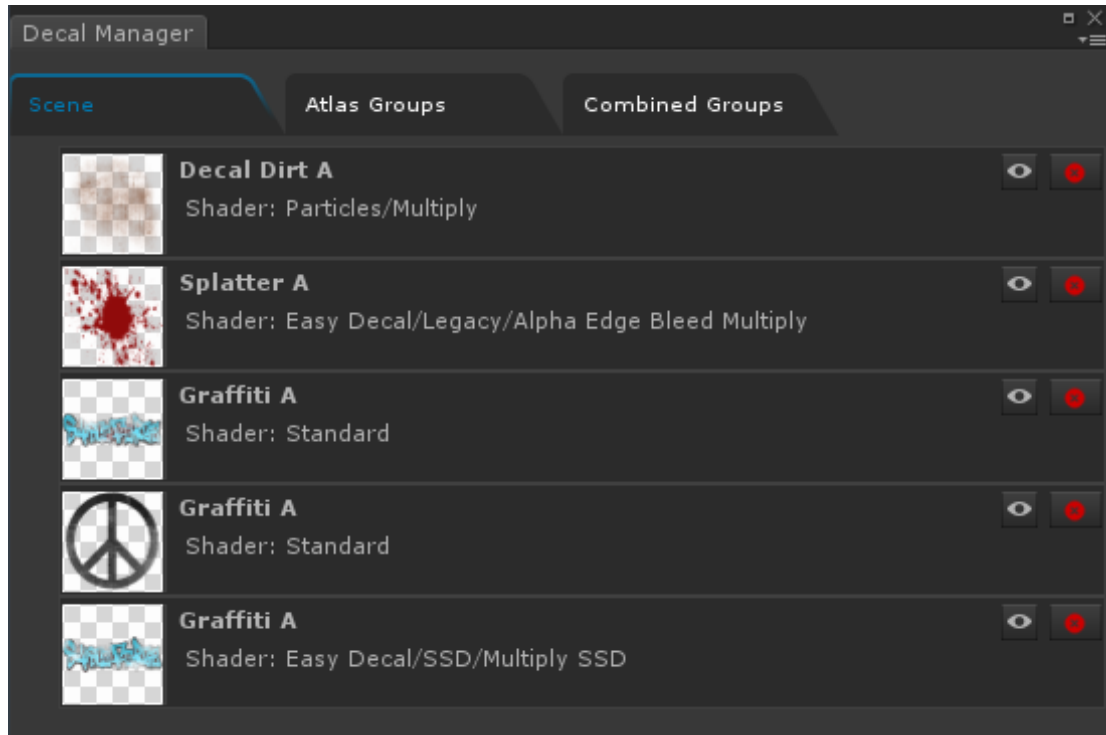 Decal Manager
Scene
Atlas Groups
Combined Groups
Decal Dirt A
Shader: Particles/Multiply
Splatter A
Shader: Easy Decal/Legacy/Alpha Edge Bleed Multiply
Graffiti A
Shader: Standard
Graffiti A
Shader: Standard
Graffiti A
Shader: Easy Decal/SSD/Multiply SSD